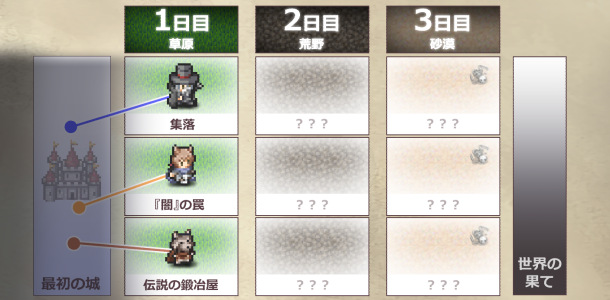 1日目
草原
2日目
荒野
3日目
砂漠
集落
？？？
？？？
『闇』の罠
？？？
？？？
最初の城
伝説の鍛冶屋
？？？
？？？
世界の
果て